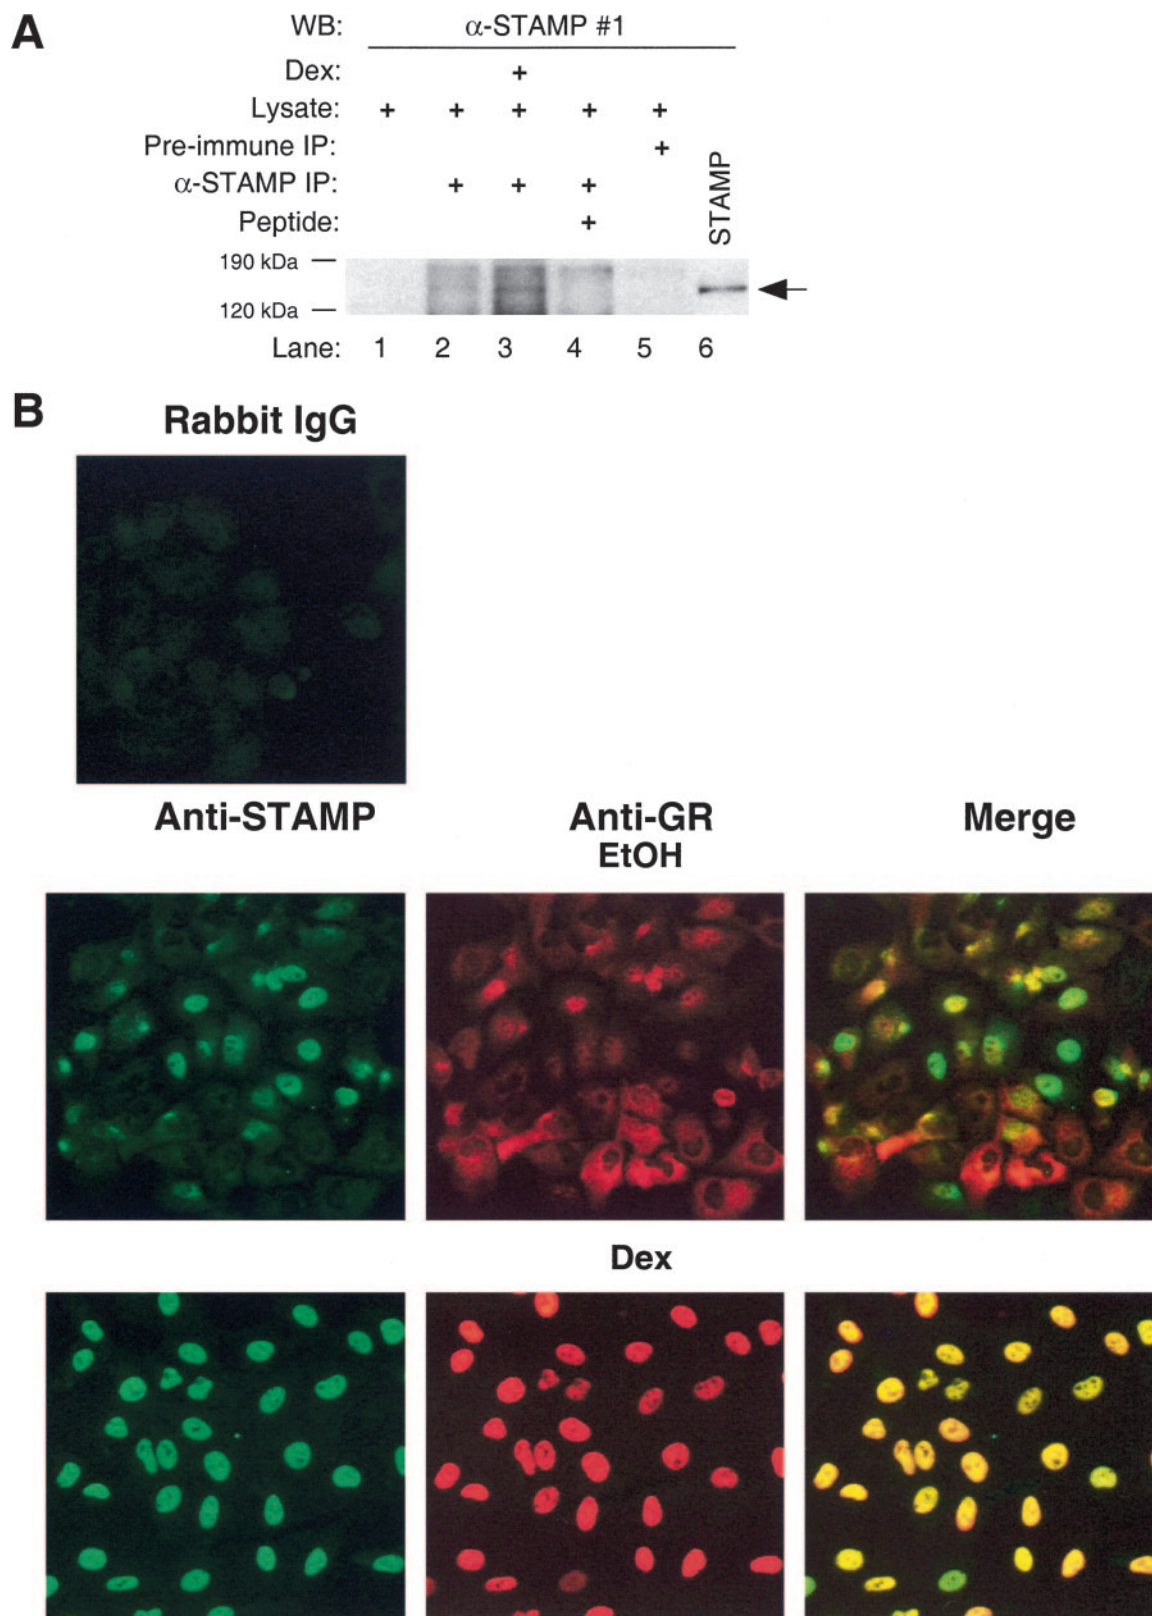 A
WB: α-STAMP #1
Dex: +
Lysate: + + + + +
Pre-immune IP: +
α-STAMP IP: + + +
Peptide: +
STAMP
190 kDa
120 kDa
Lane: 1 2 3 4 5 6
B
Rabbit IgG
Anti-STAMP Anti-GR Merge
EtOH
Dex